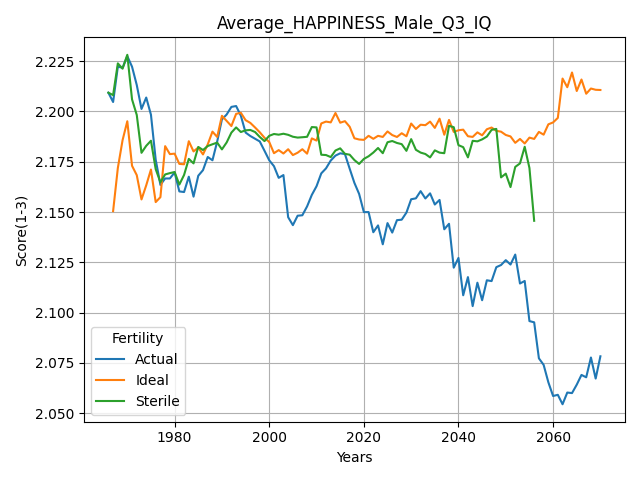 Average_HAPPINESS_Male_Q3_IQ
2.225
2.200
2.175
2.150
2.125
2.100
2.075
2.050
Score(1-3)
Fertility
Actual
Ideal
Sterile
1980
2000
2020
2040
2060
Years